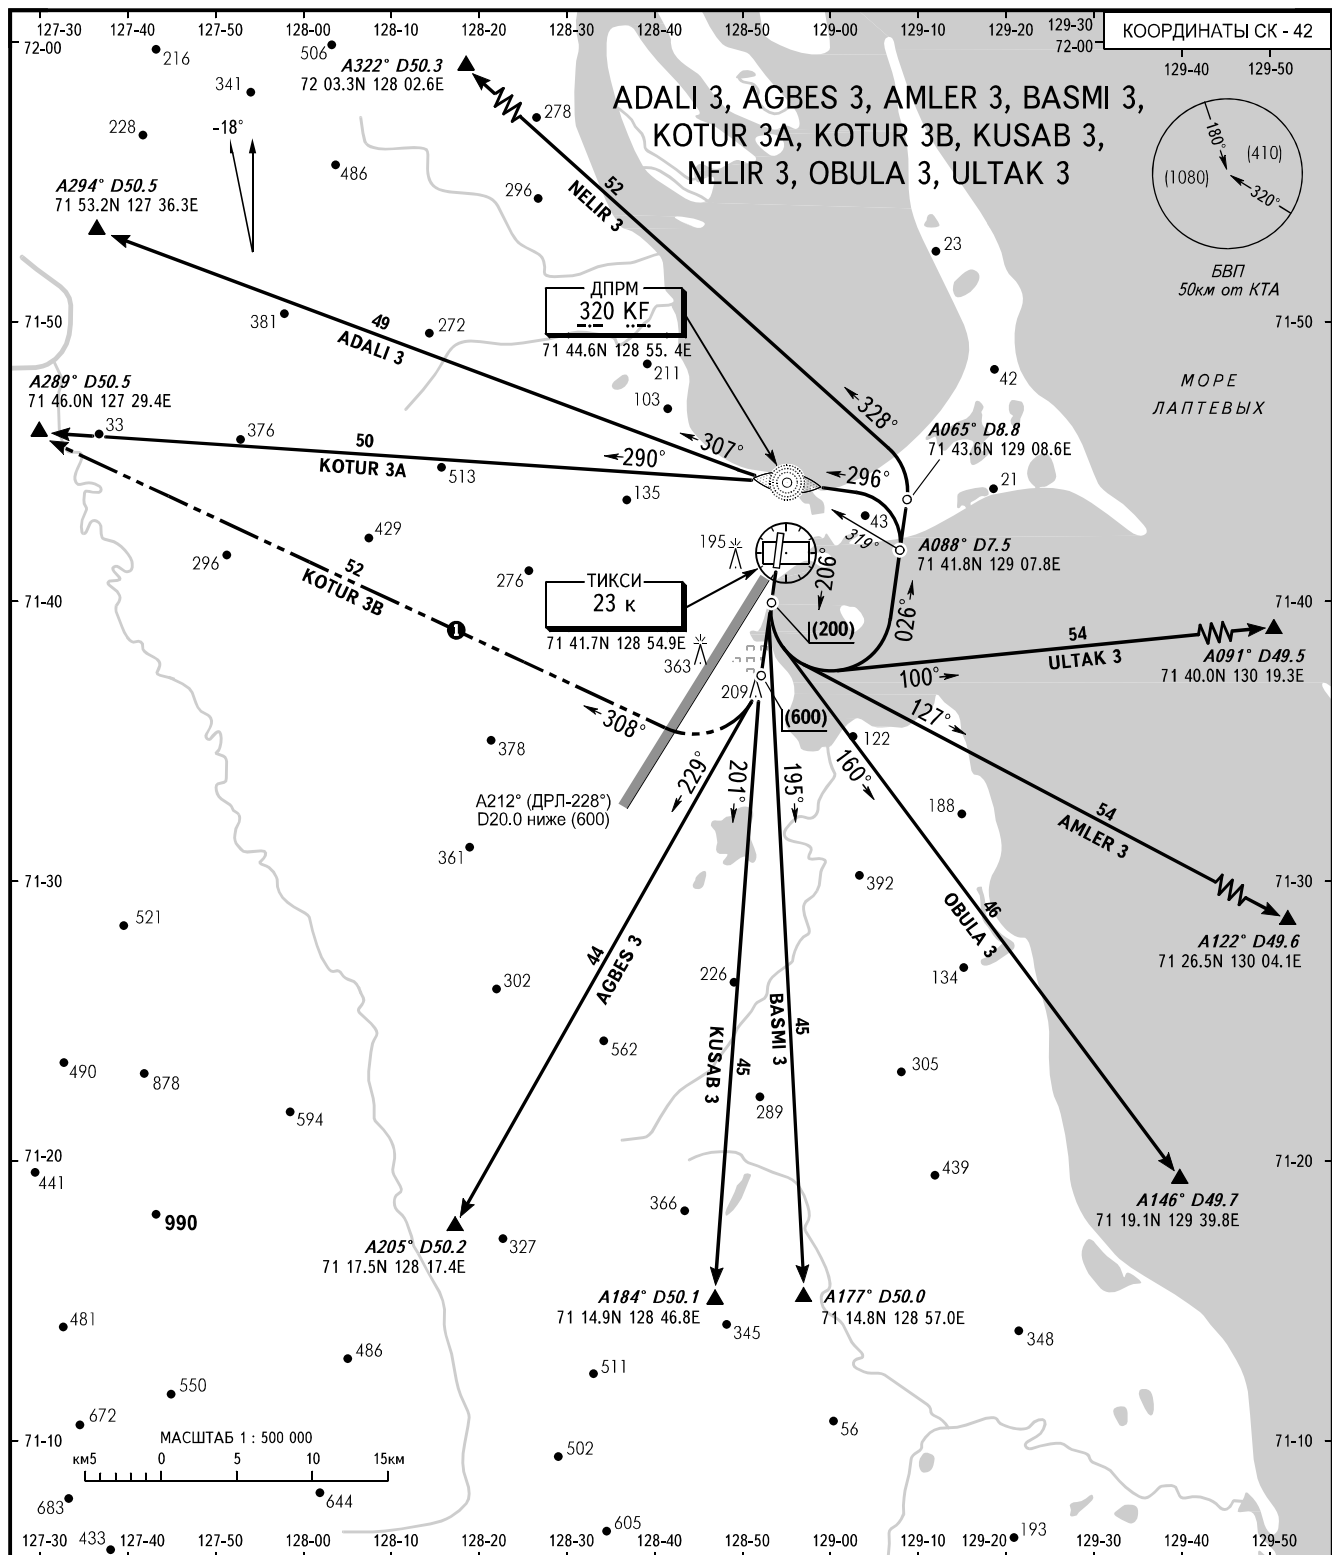 127-30 127-40 127-50 128-00 128-10 128-20 128-30 128-40 128-50 129-00 129-10 129-20 129-30
72-00
72-00
КООРДИНАТЫ СК - 42
129-40 129-50
216
506
341
228
-18°
486
A322° D50.3
72 03.3N 128 02.6E
278
296
ADALI 3, AGBES 3, AMLER 3, BASMI 3,
KOTUR 3A, KOTUR 3B, KUSAB 3,
NELIR 3, OBULA 3, ULTAK 3
180°
(410)
(1080)
320°
БВП
50км от КТА
A294° D50.5
71 53.2N 127 36.3E
52
NELIR 3
23
ДПРМ
320 KF
71 44.6N 128 55. 4E
71-50
71-50
381
49
ADALI 3
272
211
103
42
МОРЕ
ЛАПТЕВЫХ
A289° D50.5
71 46.0N 127 29.4E
33
376
50
KOTUR 3A
513
290°
307°
328°
296°
A065° D8.8
71 43.6N 129 08.6E
21
135
43
319°
A088° D7.5
71 41.8N 129 07.8E
429
296
276
195
206°
52
KOTUR 3B
1
ТИКСИ
23 к
71 41.7N 128 54.9E
71-40
71-40
(200)
026°
363
54
ULTAK 3
100°
A091° D49.5
71 40.0N 130 19.3E
209
(600)
127°
308°
378
229°
201°
195°
160°
122
A212° (ДРЛ-228°)
D20.0 ниже (600)
188
54
AMLER 3
361
392
71-30
71-30
521
46
OBULA 3
A122° D49.6
71 26.5N 130 04.1E
44
AGBES 3
302
226
134
562
KUSAB 3
45
BASMI 3
45
490
878
594
289
305
71-20
71-20
441
990
366
439
A146° D49.7
71 19.1N 129 39.8E
A205° D50.2
71 17.5N 128 17.4E
327
A184° D50.1
71 14.9N 128 46.8E
A177° D50.0
71 14.8N 128 57.0E
345
348
481
486
511
550
672
56
МАСШТАБ 1 : 500 000
км5 0 5 10 15км
71-10
71-10
502
683
644
433
605
193
127-30 127-40 127-50 128-00 128-10 128-20 128-30 128-40 128-50 129-00 129-10 129-20 129-30 129-40 129-50